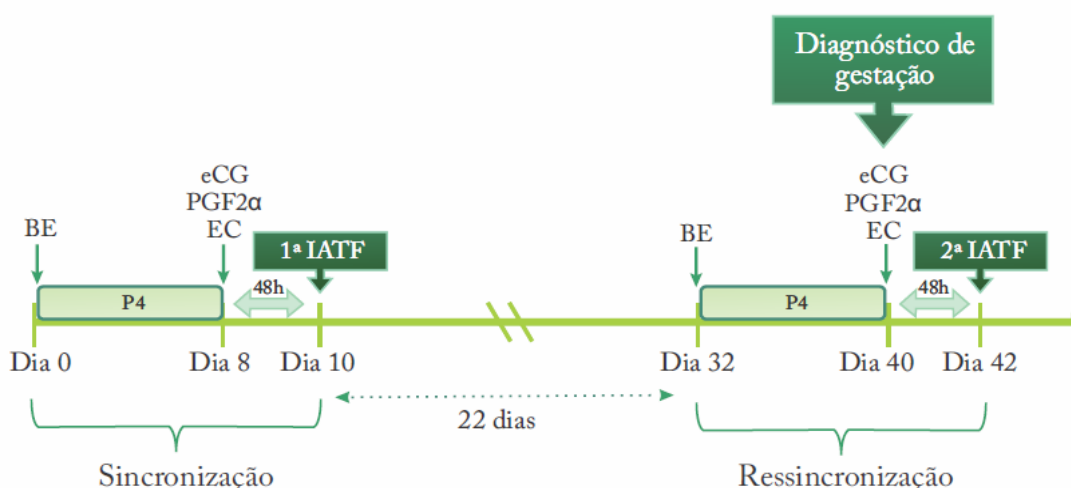 Diagnóstico de
gestação
eCG
PGF2α
EC
BE
1ª IATF
48h
P4
eCG
PGF2α
EC
BE
2ª IATF
48h
P4
Dia 0
Dia 8
Dia 10
Dia 32
Dia 40
Dia 42
22 dias
Sincronização
Ressincronização